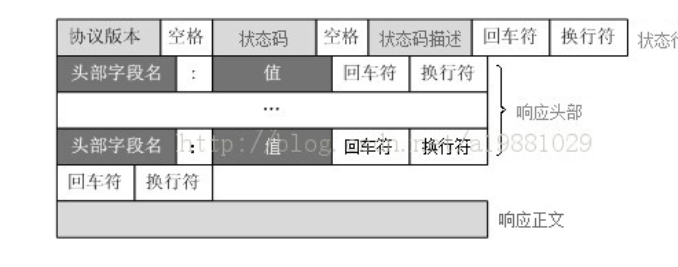 协议版本 空格 状态码 空格 状态码描述 回车符 换行符 状态行
头部字段名 : 值 回车符 换行符
...
响应头部
头部字段名 : 值 回车符 换行符
http://blog.csdn.net/a19881029
回车符 换行符
响应正文